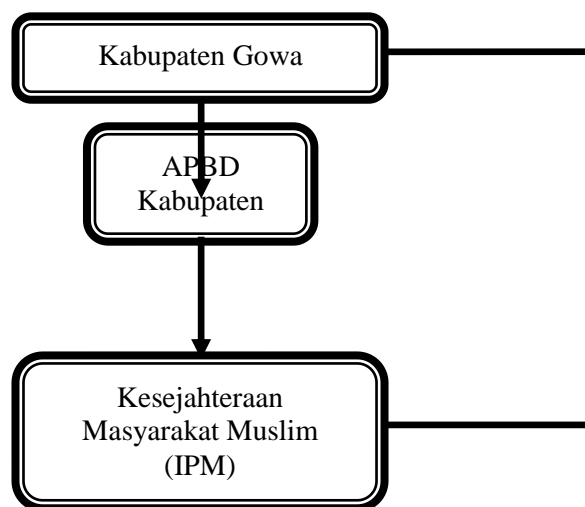 Kabupaten Gowa
APBD
Kabupaten
Kesejahteraan
Masyarakat Muslim
(IPM)